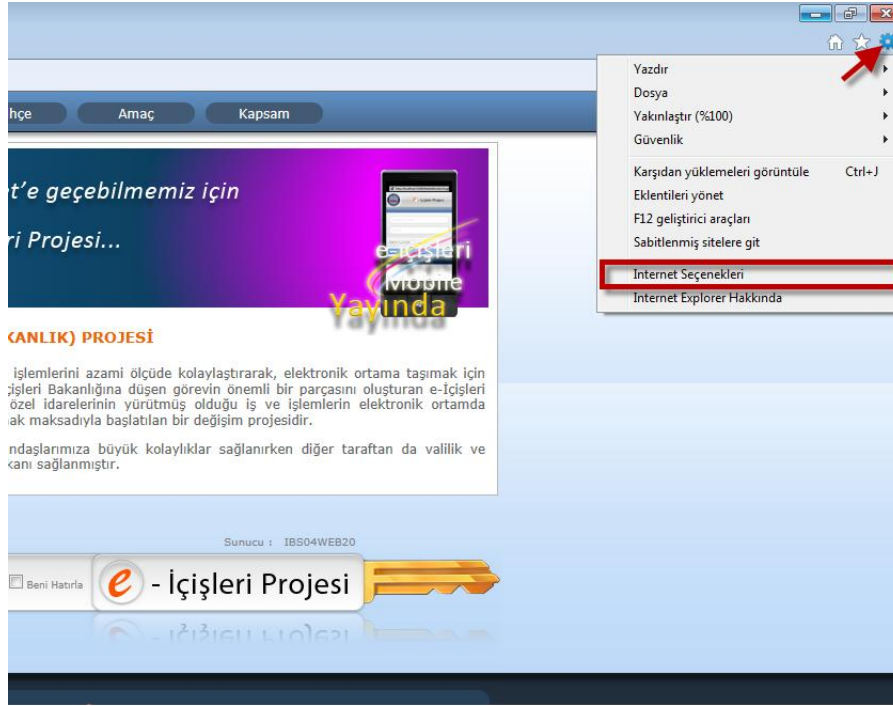 Yazdır
Dosya
Yakınlaştır (%100)
Güvenlik
Karşıdan yüklemeleri görüntüle Ctrl+J
Eklentileri yönet
F12 geliştirici araçları
Sabitlenmiş sitelere git
Internet Seçenekleri
Internet Explorer Hakkında
hçe Amaç Kapsam
t'e geçebilmemiz için
ri Projesi...
e-içişleri
Mobile
Yayında
KANLIK) PROJESİ
işlemlerini azami ölçüde kolaylaştırarak, elektronik ortama taşımak için
çişleri Bakanlığına düşen görevin önemli bir parçasını oluşturan e-İçişleri
özel idarelerinin yürütmüş olduğu iş ve işlemlerin elektronik ortamda
ak maksadıyla başlatılan bir değişim projesidir.
ndaşlarımıza büyük kolaylıklar sağlanırken diğer taraftan da valilik ve
kanı sağlanmıştır.
Sunucu : IBS04WEB20
Beni Hatırla
e - İçişleri Projesi